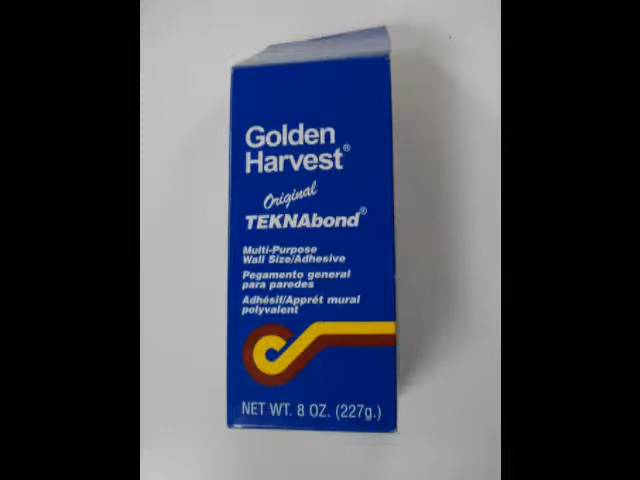 Golden
Harvest®
Original
TEKNAbond®
Multi-Purpose
Wall Size/Adhesive
Pegamento general
para paredes
Adhésif/Apprêt mural
polyvalent
NET WT. 8 OZ. (227g.)